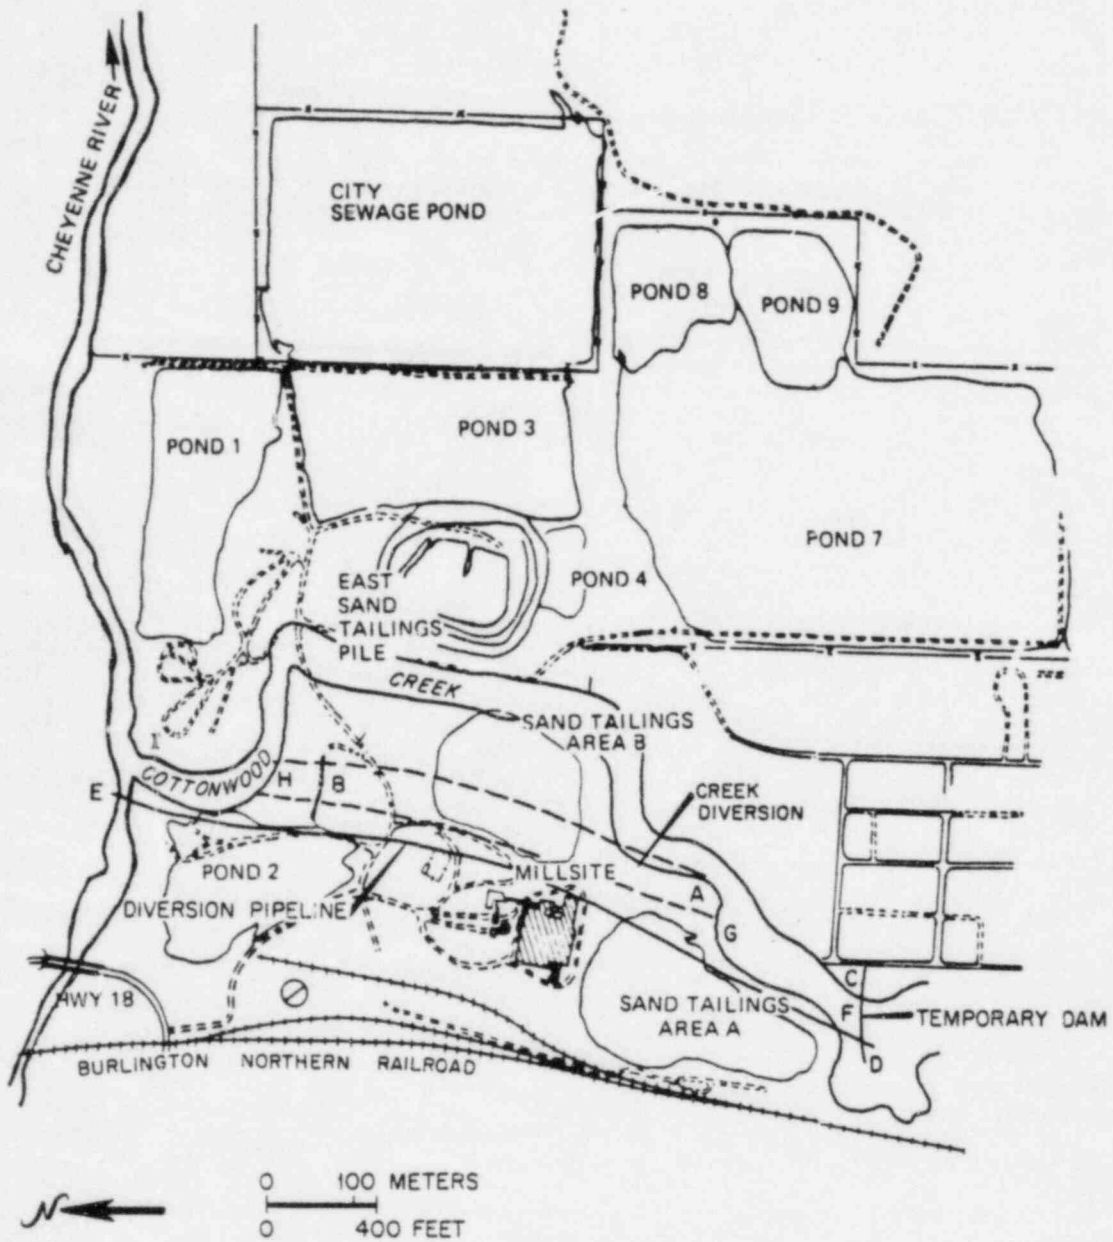 CHEYENNE RIVER
CITY
SEWAGE POND
POND 8
POND 9
POND 1
POND 3
POND 7
POND 4
EAST
SAND
TAILINGS
PILE
CREEK
SAND TAILINGS
AREA B
I
COTTONWOOD
E
H
B
CREEK
DIVERSION
POND 2
MILLSITE
A
DIVERSION PIPELINE
G
C
HWY 18
SAND TAILINGS
AREA A
F
TEMPORARY DAM
D
BURLINGTON NORTHERN RAILROAD
0 100 METERS
N
0 400 FEET